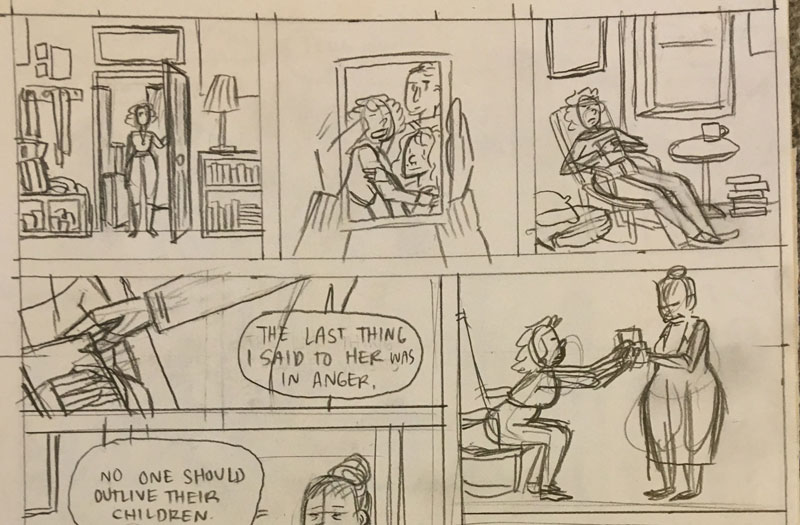 THE LAST THING
I SAID TO HER WAS
IN ANGER.
NO ONE SHOULD
OUTLIVE THEIR
CHILDREN.